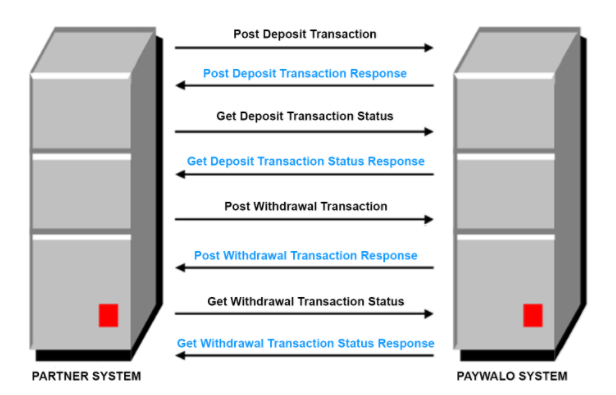 Post Deposit Transaction
Post Deposit Transaction Response
Get Deposit Transaction Status
Get Deposit Transaction Status Response
Post Withdrawal Transaction
Post Withdrawal Transaction Response
Get Withdrawal Transaction Status
Get Withdrawal Transaction Status Response
PARTNER SYSTEM
PAYWALO SYSTEM